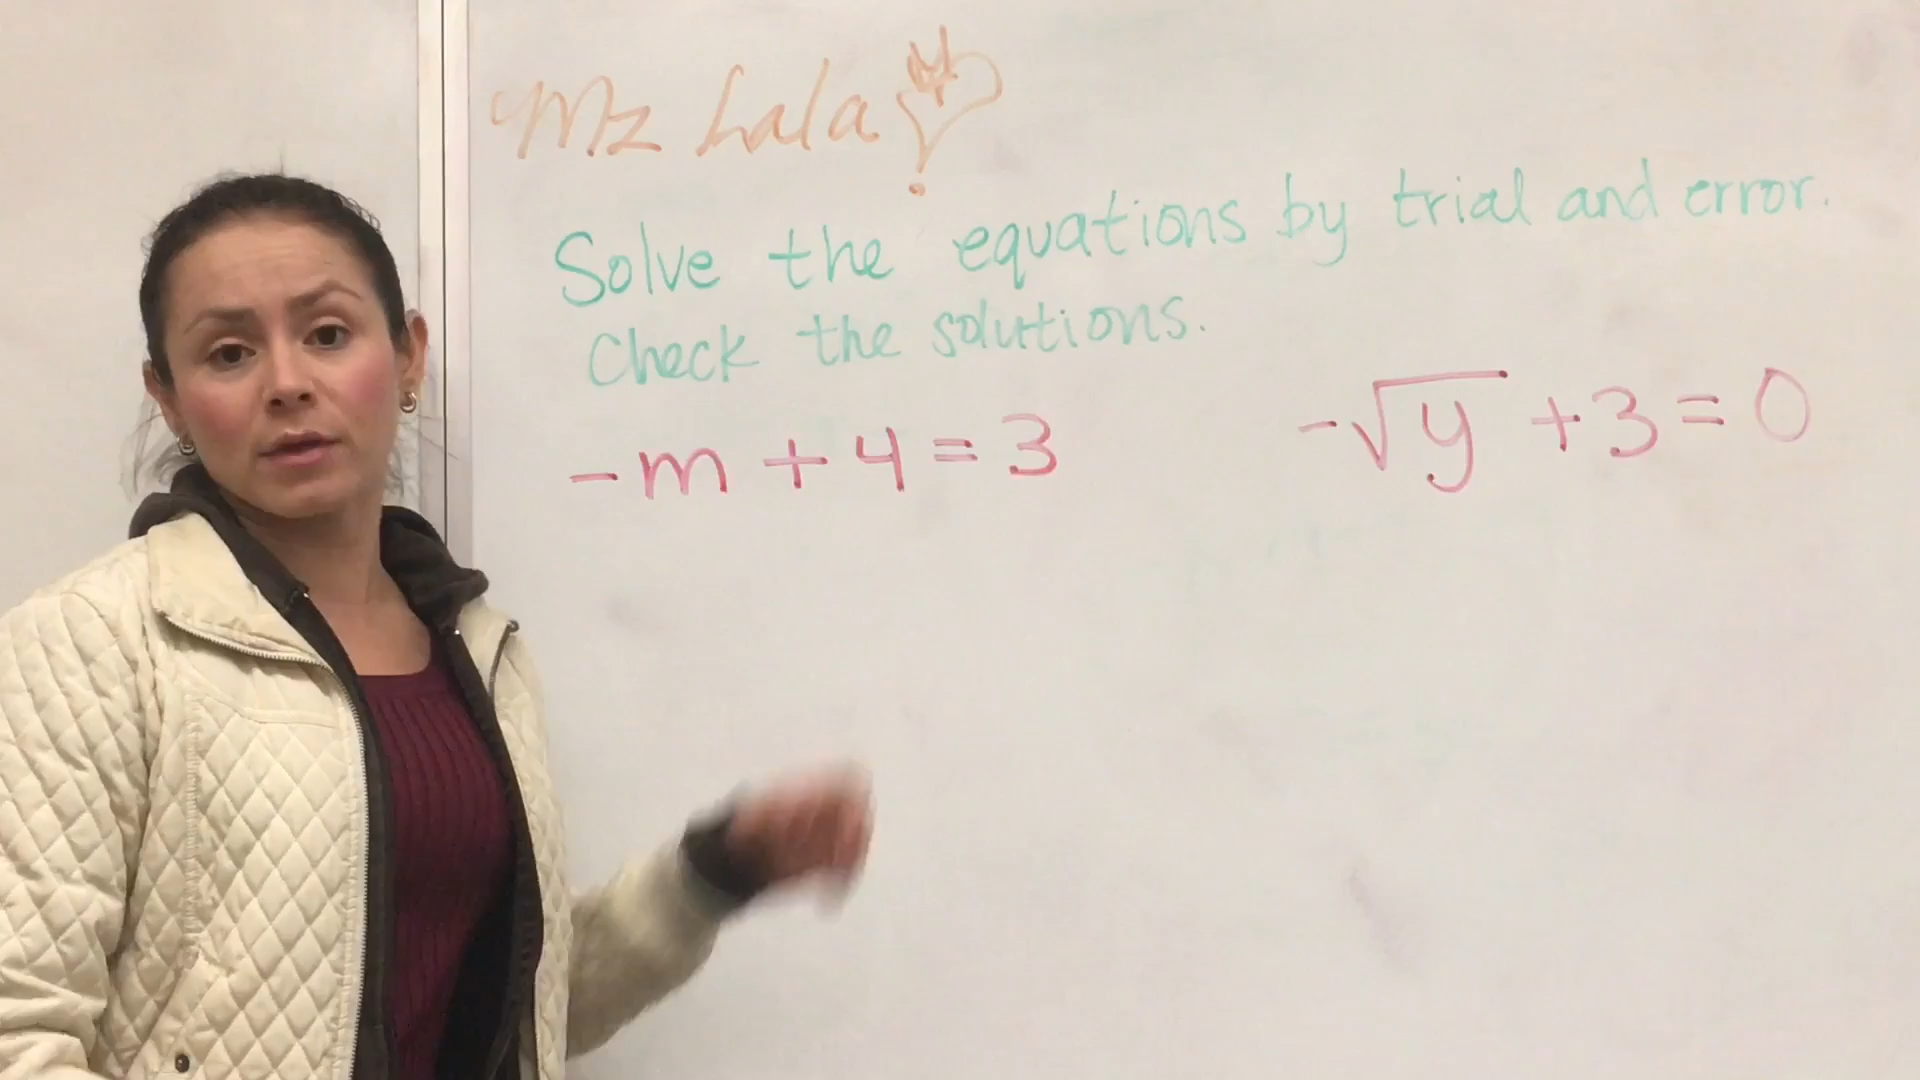 Mz Lala
Solve the equations by trial and error.
Check the solutions.
-m + 4 = 3
-√y + 3 = 0